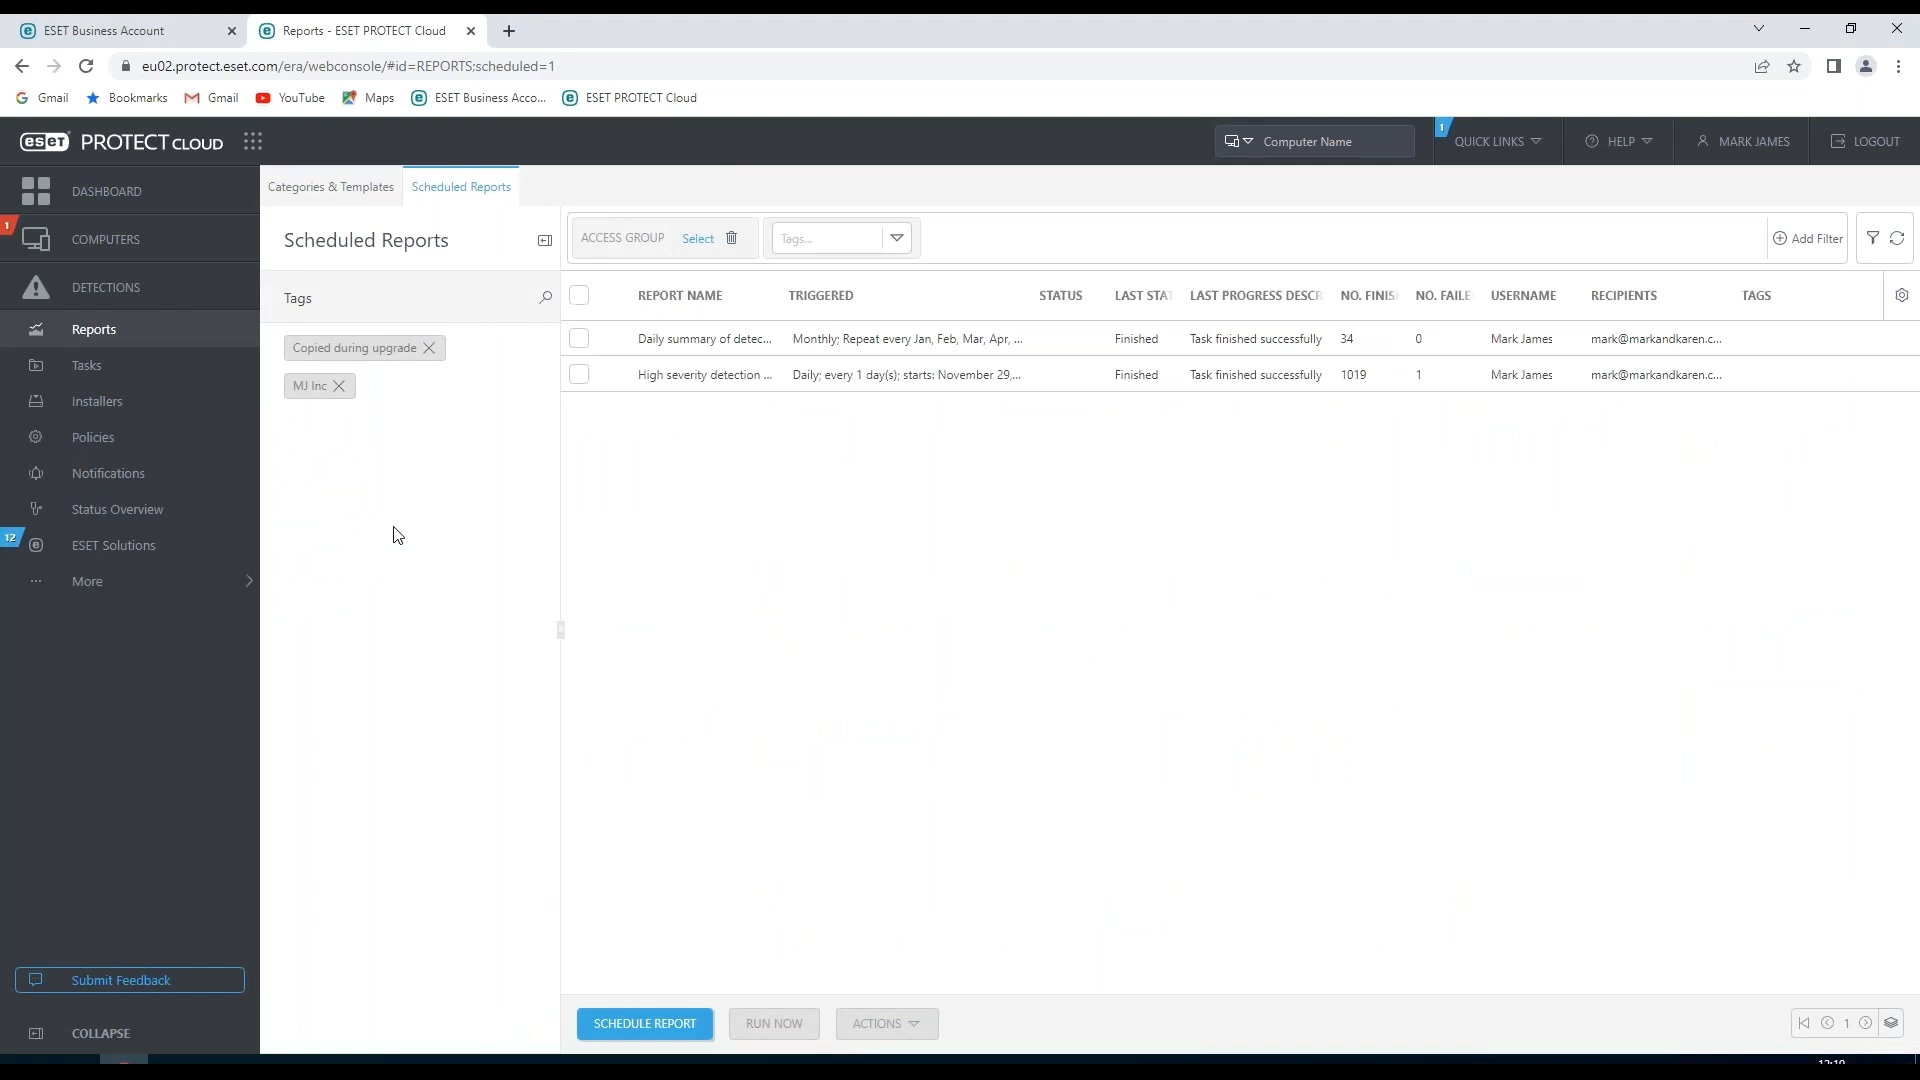 ESET Business Account
Reports - ESET PROTECT Cloud
eu02.protect.eset.com/era/webconsole/#id=REPORTS;scheduled=1
Gmail
Bookmarks
Gmail
YouTube
Maps
ESET Business Acco...
ESET PROTECT Cloud
eset PROTECT CLOUD
Computer Name
1
QUICK LINKS
HELP
MARK JAMES
LOGOUT
DASHBOARD
1
COMPUTERS
DETECTIONS
Reports
Tasks
Installers
Policies
Notifications
Status Overview
12
ESET Solutions
More
Submit Feedback
COLLAPSE
Categories & Templates
Scheduled Reports
Scheduled Reports
Tags
Copied during upgrade
MJ Inc
ACCESS GROUP Select
Tags...
Add Filter
REPORT NAME TRIGGERED STATUS LAST STAT LAST PROGRESS DESCR NO. FINIS NO. FAILE USERNAME RECIPIENTS TAGS
Daily summary of detec... Monthly; Repeat every Jan, Feb, Mar, Apr, ... Finished Task finished successfully 34 0 Mark James mark@markandkaren.c...
High severity detection ... Daily; every 1 day(s); starts: November 29,... Finished Task finished successfully 1019 1 Mark James mark@markandkaren.c...
SCHEDULE REPORT
RUN NOW
ACTIONS
1